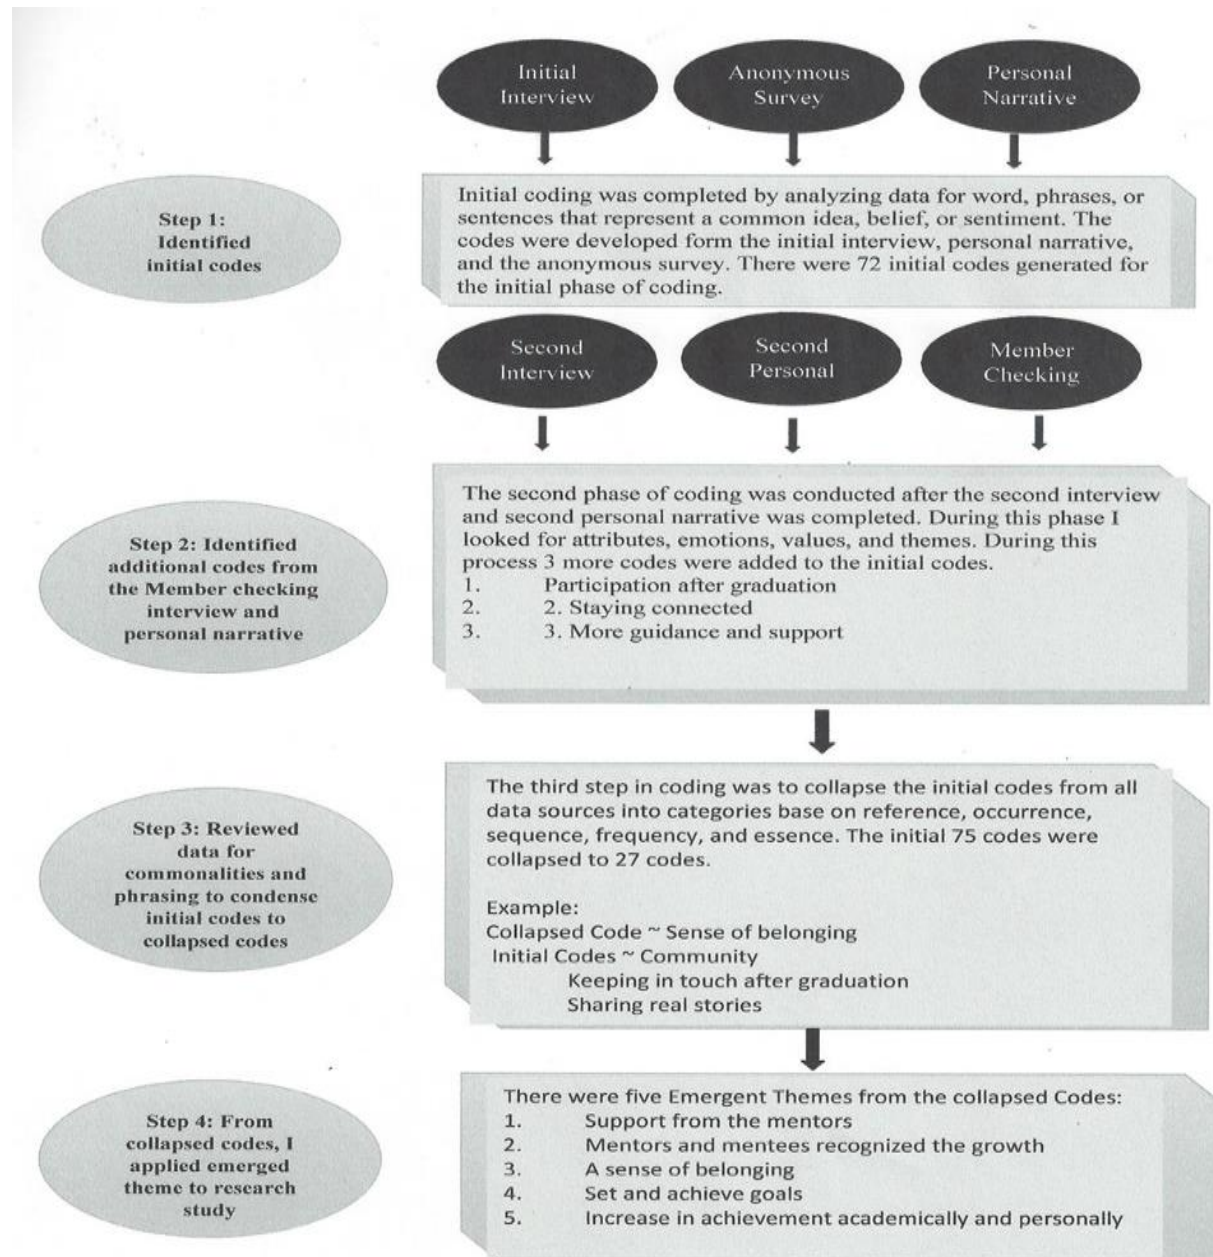 Initial
Interview
Anonymous
Survey
Personal
Narrative
Step 1:
Identified
initial codes
Initial coding was completed by analyzing data for word, phrases, or
sentences that represent a common idea, belief, or sentiment. The
codes were developed form the initial interview, personal narrative,
and the anonymous survey. There were 72 initial codes generated for
the initial phase of coding.
Second
Interview
Second
Personal
Member
Checking
Step 2: Identified
additional codes from
the Member checking
interview and
personal narrative
The second phase of coding was conducted after the second interview
and second personal narrative was completed. During this phase I
looked for attributes, emotions, values, and themes. During this
process 3 more codes were added to the initial codes.
1. Participation after graduation
2. 2. Staying connected
3. 3. More guidance and support
Step 3: Reviewed
data for
commonalities and
phrasing to condense
initial codes to
collapsed codes
The third step in coding was to collapse the initial codes from all
data sources into categories base on reference, occurrence,
sequence, frequency, and essence. The initial 75 codes were
collapsed to 27 codes.
Example:
Collapsed Code ~ Sense of belonging
Initial Codes ~ Community
Keeping in touch after graduation
Sharing real stories
Step 4: From
collapsed codes, I
applied emerged
theme to research
study
There were five Emergent Themes from the collapsed Codes:
1. Support from the mentors
2. Mentors and mentees recognized the growth
3. A sense of belonging
4. Set and achieve goals
5. Increase in achievement academically and personally